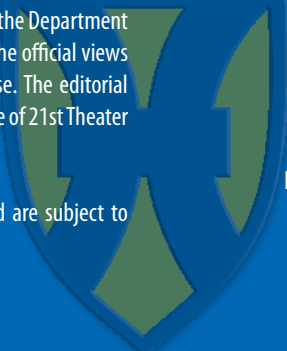 the Department
he official views
se. The editorial
e of 21st Theater
d are subject to